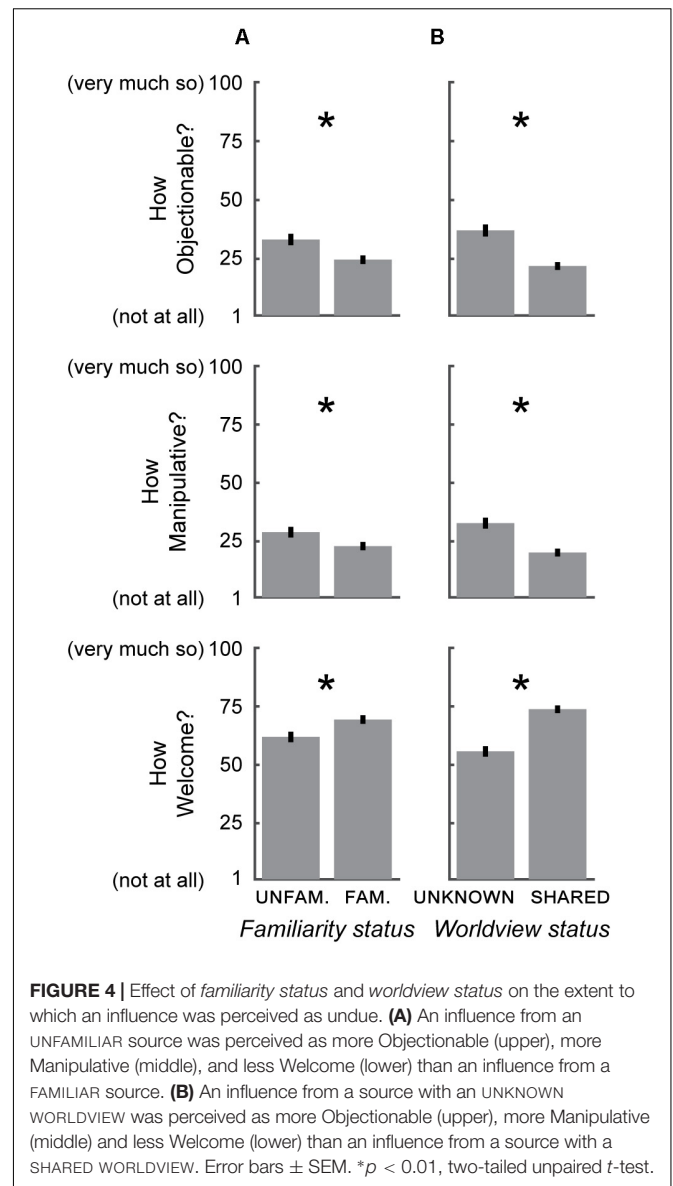 A B
(very much so) 100
*
*
75
How
Objectionable?
50
25
(not at all) 1
(very much so) 100
*
*
75
How
Manipulative?
50
25
(not at all) 1
(very much so) 100
*
*
75
How
Welcome?
50
25
(not at all) 1
UNFAM. FAM. UNKNOWN SHARED
Familiarity status Worldview status
FIGURE 4 | Effect of familiarity status and worldview status on the extent to
which an influence was perceived as undue. (A) An influence from an
UNFAMILIAR source was perceived as more Objectionable (upper), more
Manipulative (middle), and less Welcome (lower) than an influence from a
FAMILIAR source. (B) An influence from a source with an UNKNOWN
WORLDVIEW was perceived as more Objectionable (upper), more Manipulative
(middle) and less Welcome (lower) than an influence from a source with a
SHARED WORLDVIEW. Error bars ± SEM. *p < 0.01, two-tailed unpaired t-test.